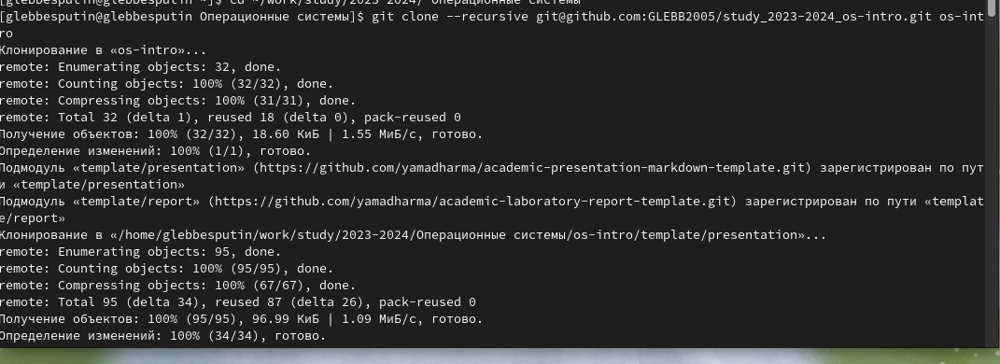 [glebbesputin@glebbesputin ~]$ cd ~/work/study/2023-2024/"Операционные системы"
[glebbesputin@glebbesputin Операционные системы]$ git clone --recursive git@github.com:GLEBB2005/study_2023-2024_os-intro.git os-int
ro
Клонирование в «os-intro»...
remote: Enumerating objects: 32, done.
remote: Counting objects: 100% (32/32), done.
remote: Compressing objects: 100% (31/31), done.
remote: Total 32 (delta 1), reused 18 (delta 0), pack-reused 0
Получение объектов: 100% (32/32), 18.60 КиБ | 1.55 МиБ/с, готово.
Определение изменений: 100% (1/1), готово.
Подмодуль «template/presentation» (https://github.com/yamadharma/academic-presentation-markdown-template.git) зарегистрирован по пут
и «template/presentation»
Подмодуль «template/report» (https://github.com/yamadharma/academic-laboratory-report-template.git) зарегистрирован по пути «templat
e/report»
Клонирование в «/home/glebbesputin/work/study/2023-2024/Операционные системы/os-intro/template/presentation»...
remote: Enumerating objects: 95, done.
remote: Counting objects: 100% (95/95), done.
remote: Compressing objects: 100% (67/67), done.
remote: Total 95 (delta 34), reused 87 (delta 26), pack-reused 0
Получение объектов: 100% (95/95), 96.99 КиБ | 1.09 МиБ/с, готово.
Определение изменений: 100% (34/34), готово.